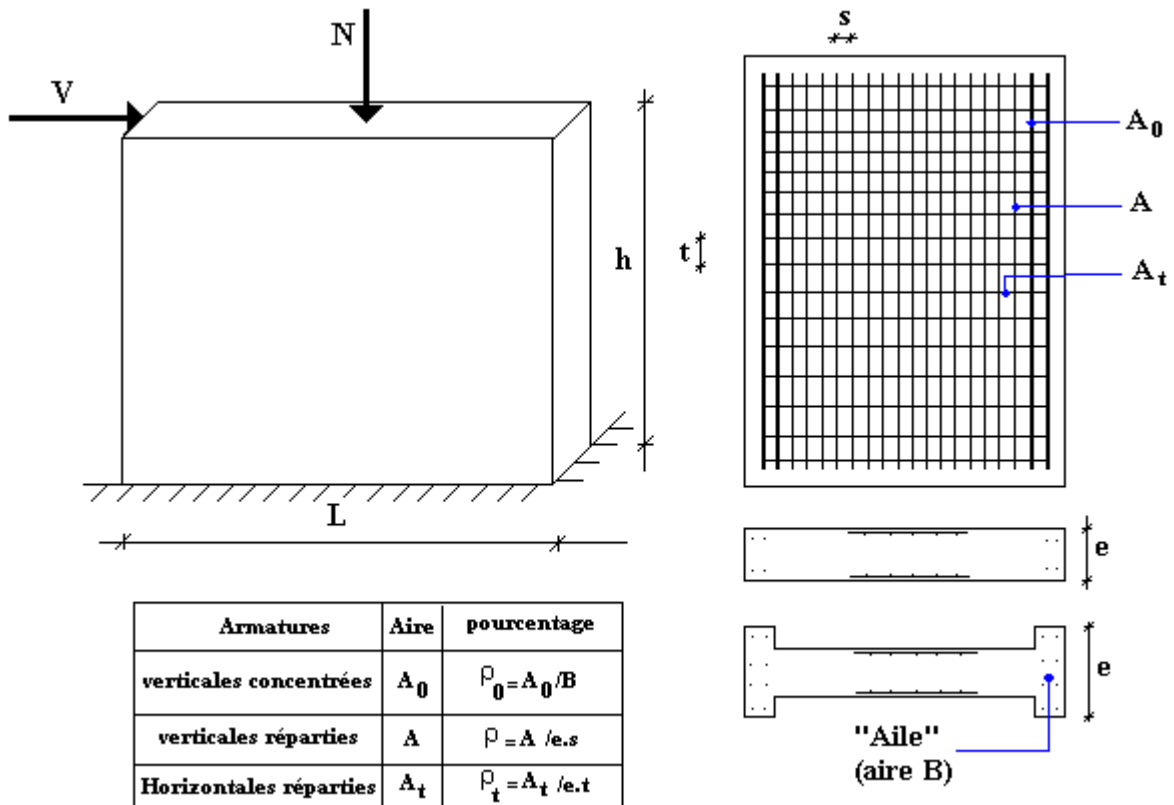 N
V
h
L
s
t
A0
A
At
e
e
"Aile"
(aire B)
Armatures Aire pourcentage
verticales concentrées A0 ρ0=A0/B
verticales réparties A ρ=A /e.s
Horizontales réparties At ρt=At /e.t